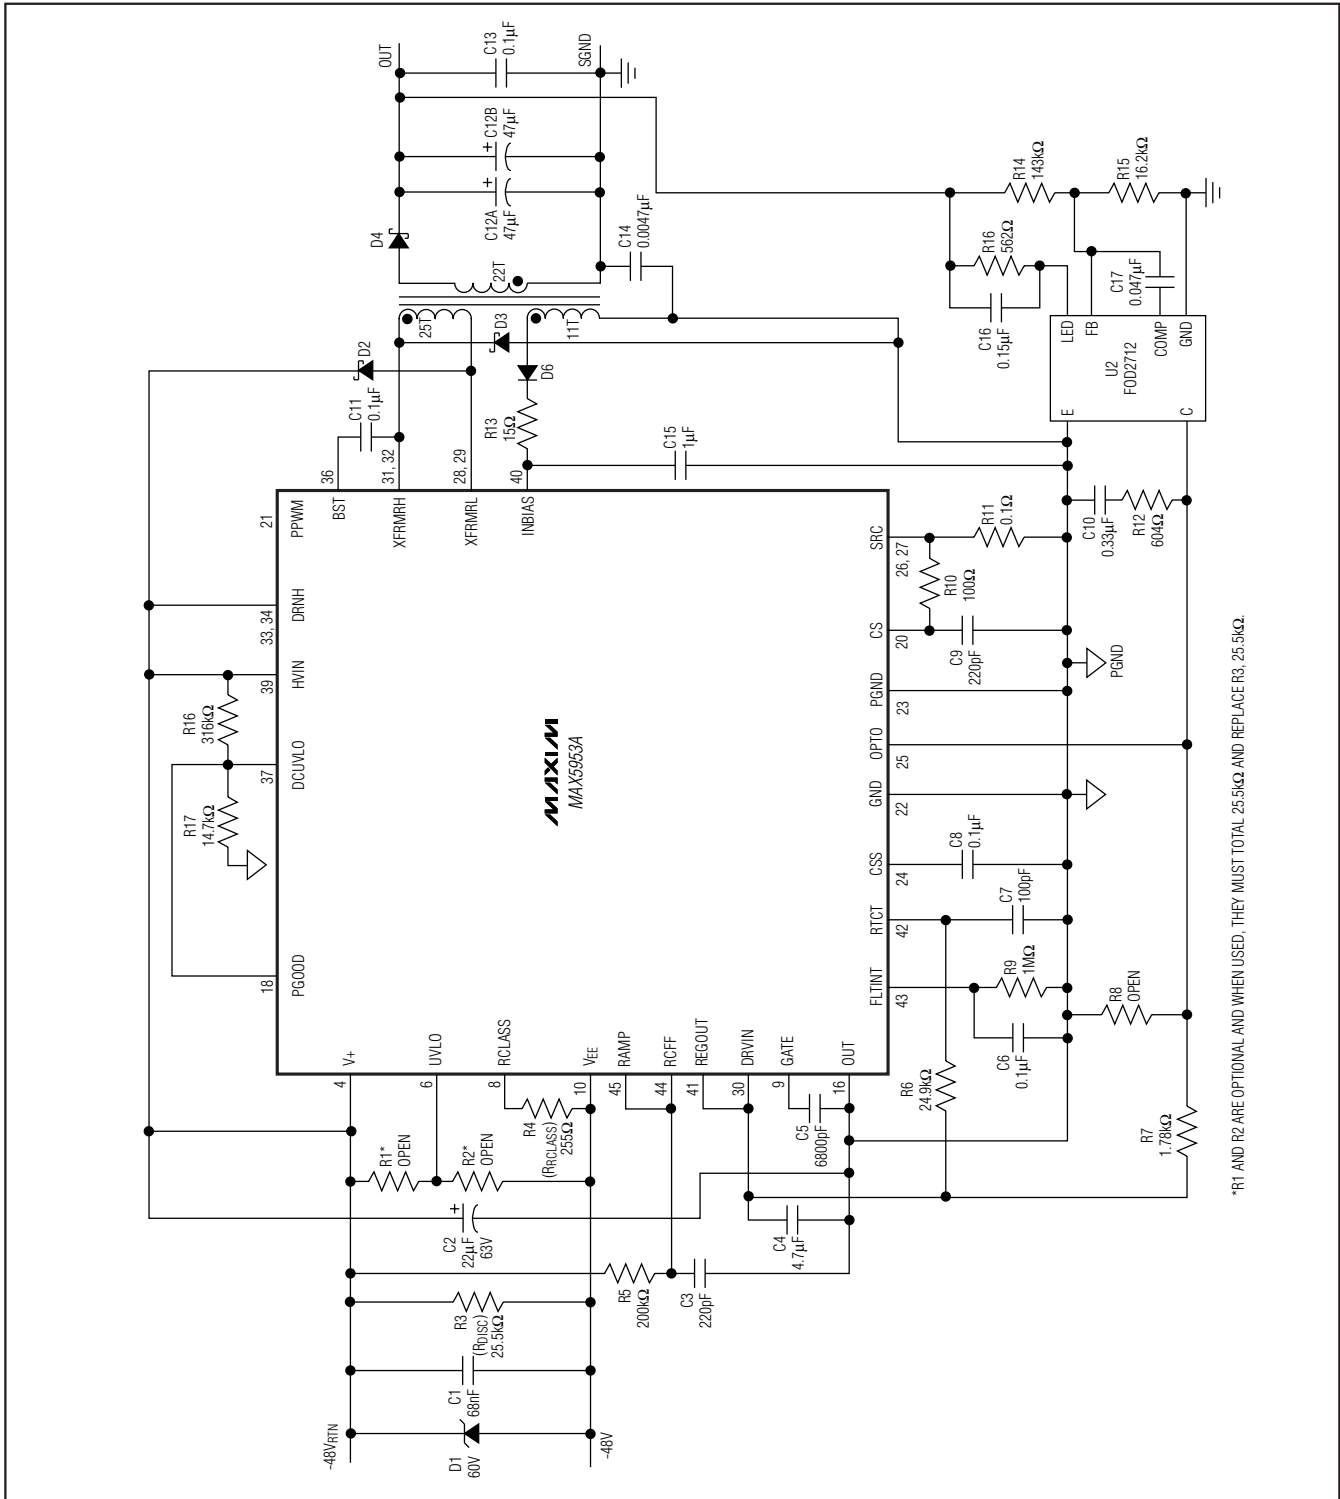 -48VRTN
D1
60V
-48V
C1
68nF
R3
(RDISC)
25.5kΩ
R5
200kΩ
C3
220pF
C2
22µF
63V
+
C4
4.7µF
R1*
OPEN
R2*
OPEN
R4
(RRCLASS)
255Ω
C5
6800pF
R7
1.78kΩ
4
6
8
10
45
44
41
30
9
16
V+
UVLO
RCLASS
VEE
RAMP
RCFF
REGOUT
DRVIN
GATE
OUT
R6
24.9kΩ
C6
0.1µF
R9
1MΩ
R8
OPEN
C7
100pF
C8
0.1µF
18
PGOOD
R17
14.7kΩ
37
DCUVLO
R16
316kΩ
39
HVIN
33, 34
DRNH
21
PPWM
MAXIM
MAX5953A
FLTINT
43
RTCT
42
CSS
24
GND
22
OPTO
25
PGND
23
CS
20
SRC
26, 27
PGND
C9
220pF
R10
100Ω
R11
0.1Ω
C10
0.33µF
R12
604Ω
36
31, 32
28, 29
40
BST
XFRMRH
XFRMRL
INBIAS
C11
0.1µF
D2
R13
15Ω
D6
D3
C15
1µF
25T
11T
22T
D4
C14
0.0047µF
C12A
47µF
+
C12B
47µF
+
C13
0.1µF
OUT
SGND
U2
FOD2712
E
C
LED
FB
COMP
GND
C16
0.15µF
R16
562Ω
C17
0.047µF
R14
143kΩ
R15
16.2kΩ
*R1 AND R2 ARE OPTIONAL AND WHEN USED, THEY MUST TOTAL 25.5kΩ AND REPLACE R3, 25.5kΩ.